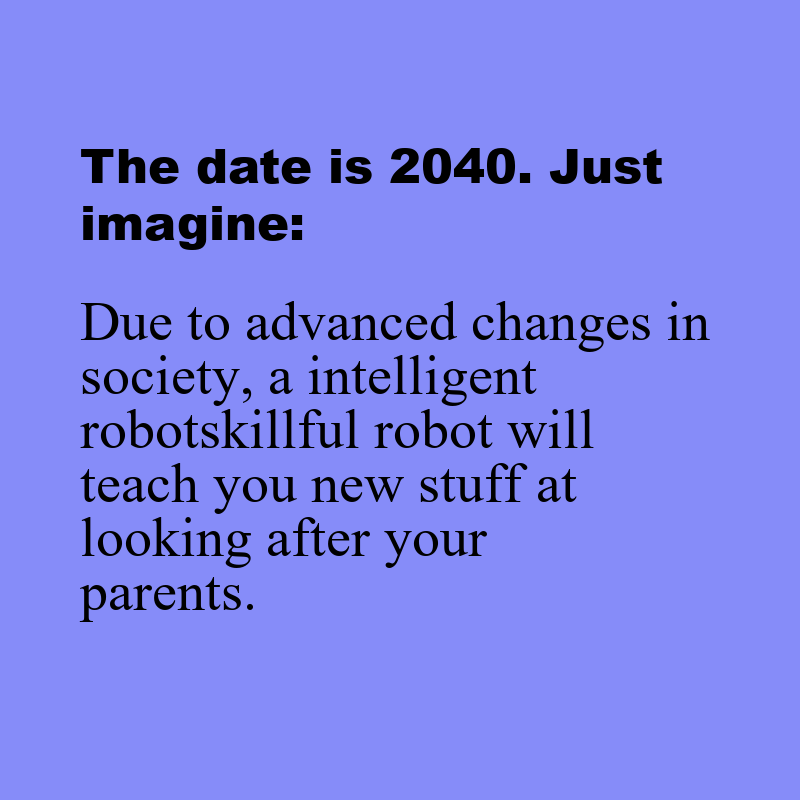 The date is 2040. Just
imagine:
Due to advanced changes in
society, a intelligent
robotskillful robot will
teach you new stuff at
looking after your
parents.